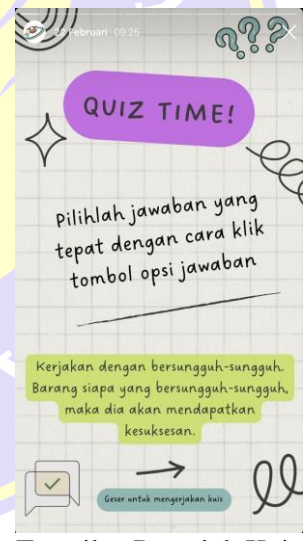 22 Februari 09.25
???
QUIZ TIME!
Pilihlah jawaban yang
tepat dengan cara klik
tombol opsi jawaban
Kerjakan dengan bersungguh-sungguh.
Barang siapa yang bersungguh-sungguh,
maka dia akan mendapatkan
kesuksesan.
Geser untuk mengerjakan kuis